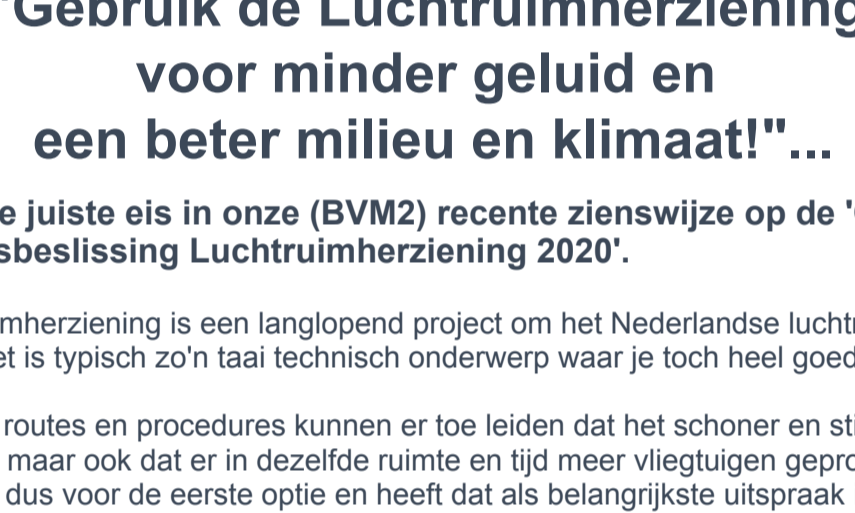 "Gebruik de Luchtruimherziening
voor minder geluid en
een beter milieu en klimaat!"...
e juiste eis in onze (BVM2) recente zienswijze op de '
sbeslissing Luchtruimherziening 2020'.
mherziening is een langlopend project om het Nederlandse lucht
et is typisch zo'n taai technisch onderwerp waar je toch heel goed
routes en procedures kunnen er toe leiden dat het schoner en sti
maar ook dat er in dezelfde ruimte en tijd meer vliegtuigen gepro
dus voor de eerste optie en heeft dat als belangrijkste uitspraak